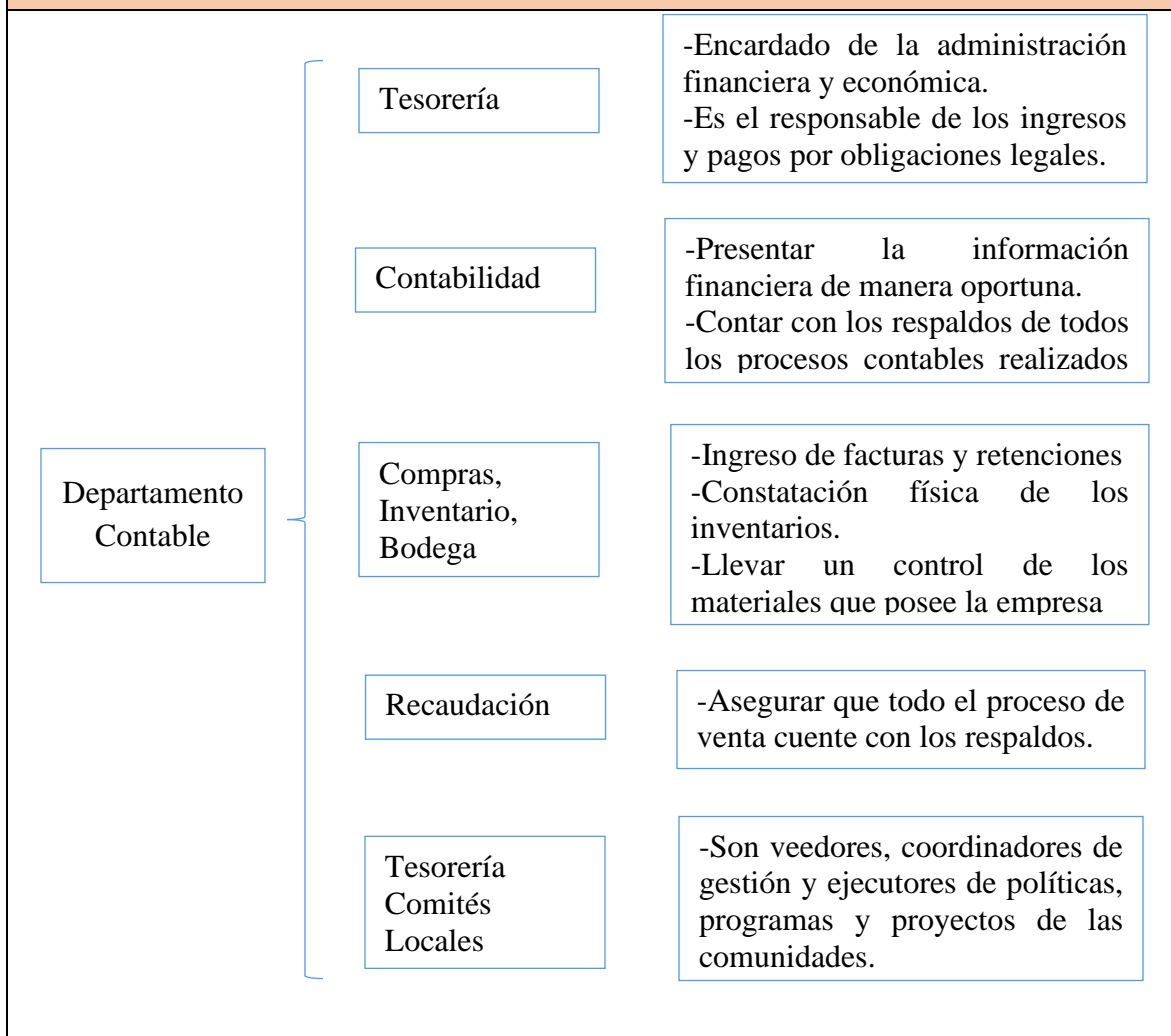 Tesorería
-Encardado de la administración
financiera y económica.
-Es el responsable de los ingresos
y pagos por obligaciones legales.
Contabilidad
-Presentar la información
financiera de manera oportuna.
-Contar con los respaldos de todos
los procesos contables realizados
Departamento
Contable
Compras,
Inventario,
Bodega
-Ingreso de facturas y retenciones
-Constatación física de los
inventarios.
-Llevar un control de los
materiales que posee la empresa
Recaudación
-Asegurar que todo el proceso de
venta cuente con los respaldos.
Tesorería
Comités
Locales
-Son veedores, coordinadores de
gestión y ejecutores de políticas,
programas y proyectos de las
comunidades.